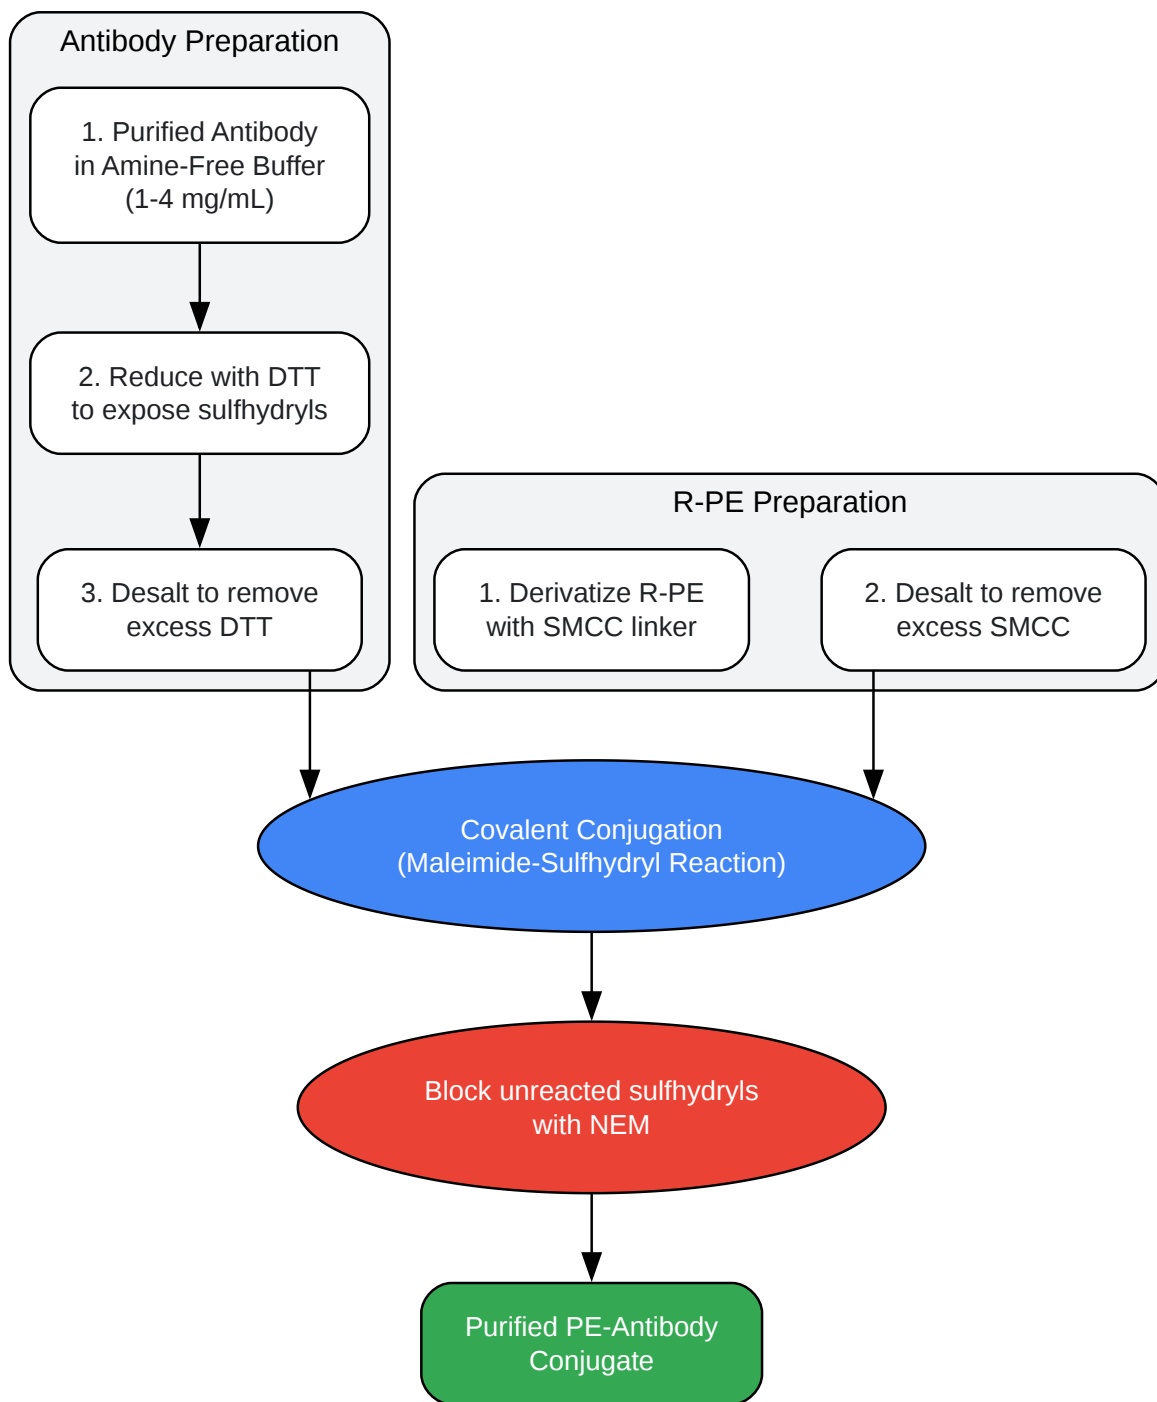 Antibody Preparation
1. Purified Antibody
in Amine-Free Buffer
(1-4 mg/mL)
2. Reduce with DTT
to expose sulfhydryls
3. Desalt to remove
excess DTT
R-PE Preparation
1. Derivatize R-PE
with SMCC linker
2. Desalt to remove
excess SMCC
Covalent Conjugation
(Maleimide-Sulfhydryl Reaction)
Block unreacted sulfhydryls
with NEM
Purified PE-Antibody
Conjugate